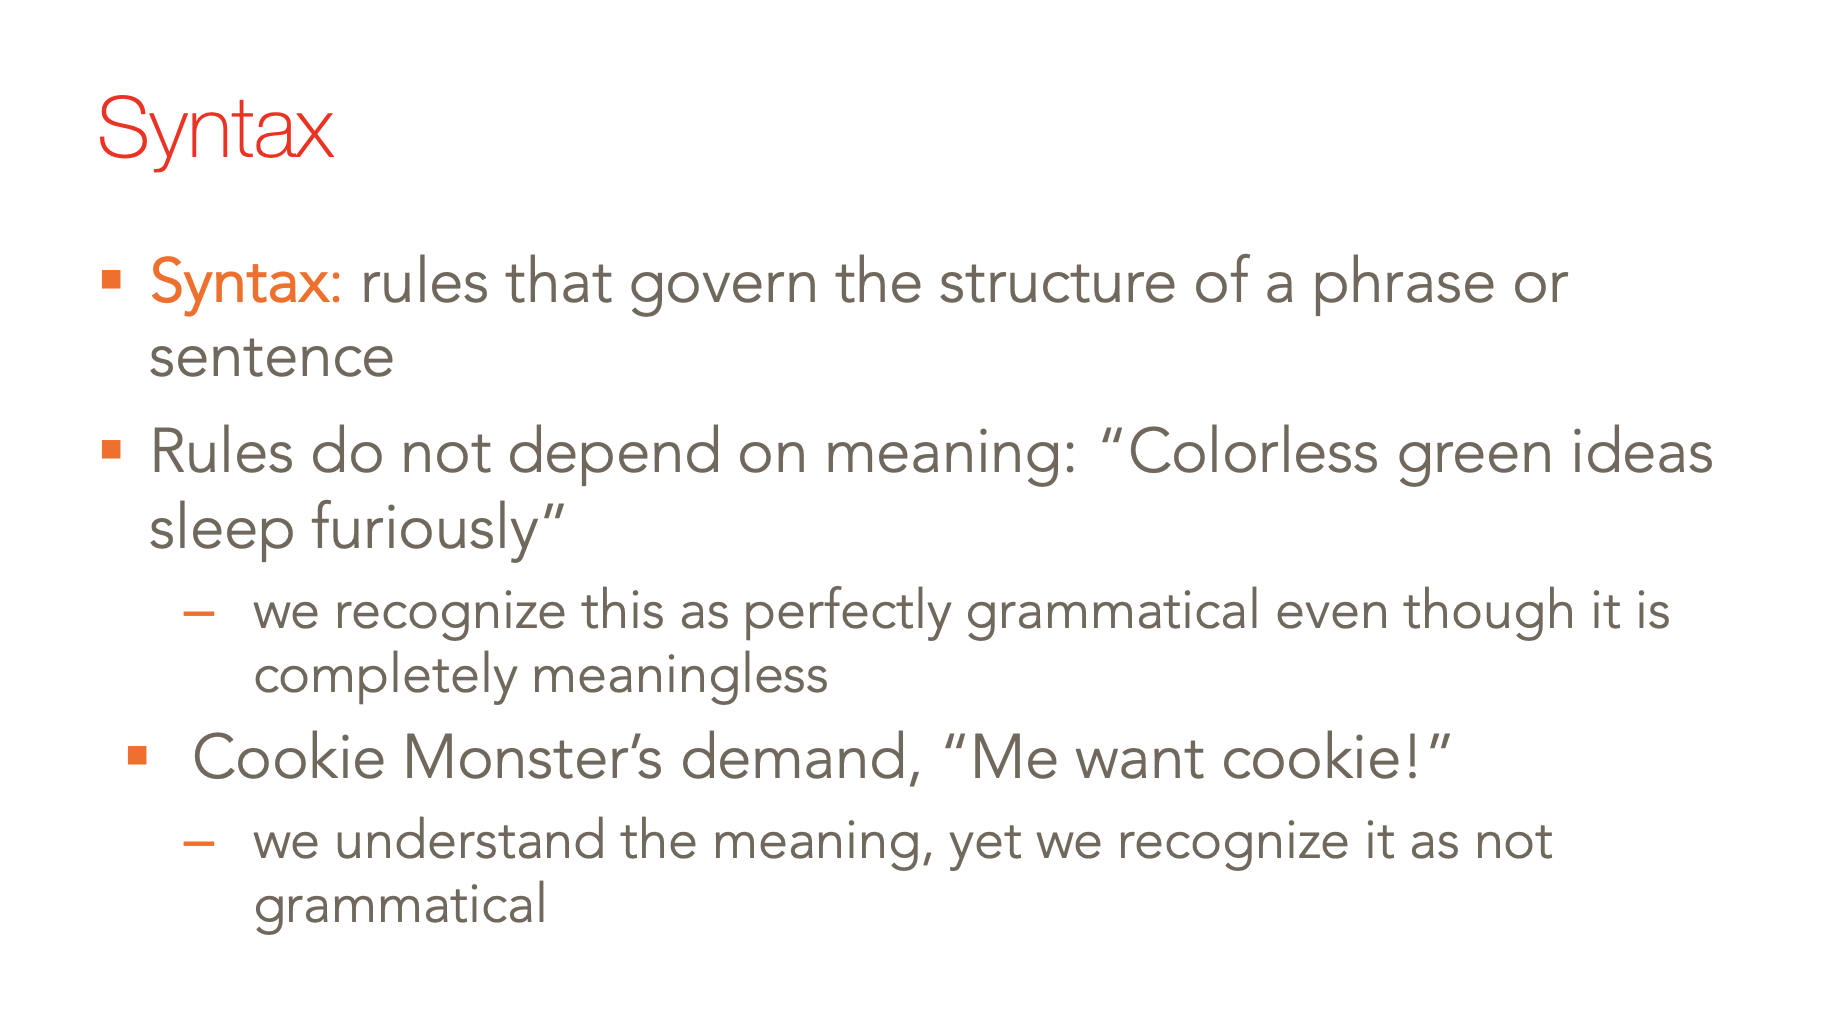 Syntax
▪ Syntax: rules that govern the structure of a phrase or
sentence
▪ Rules do not depend on meaning: “Colorless green ideas
sleep furiously”
– we recognize this as perfectly grammatical even though it is
completely meaningless
▪ Cookie Monster’s demand, “Me want cookie!”
– we understand the meaning, yet we recognize it as not
grammatical